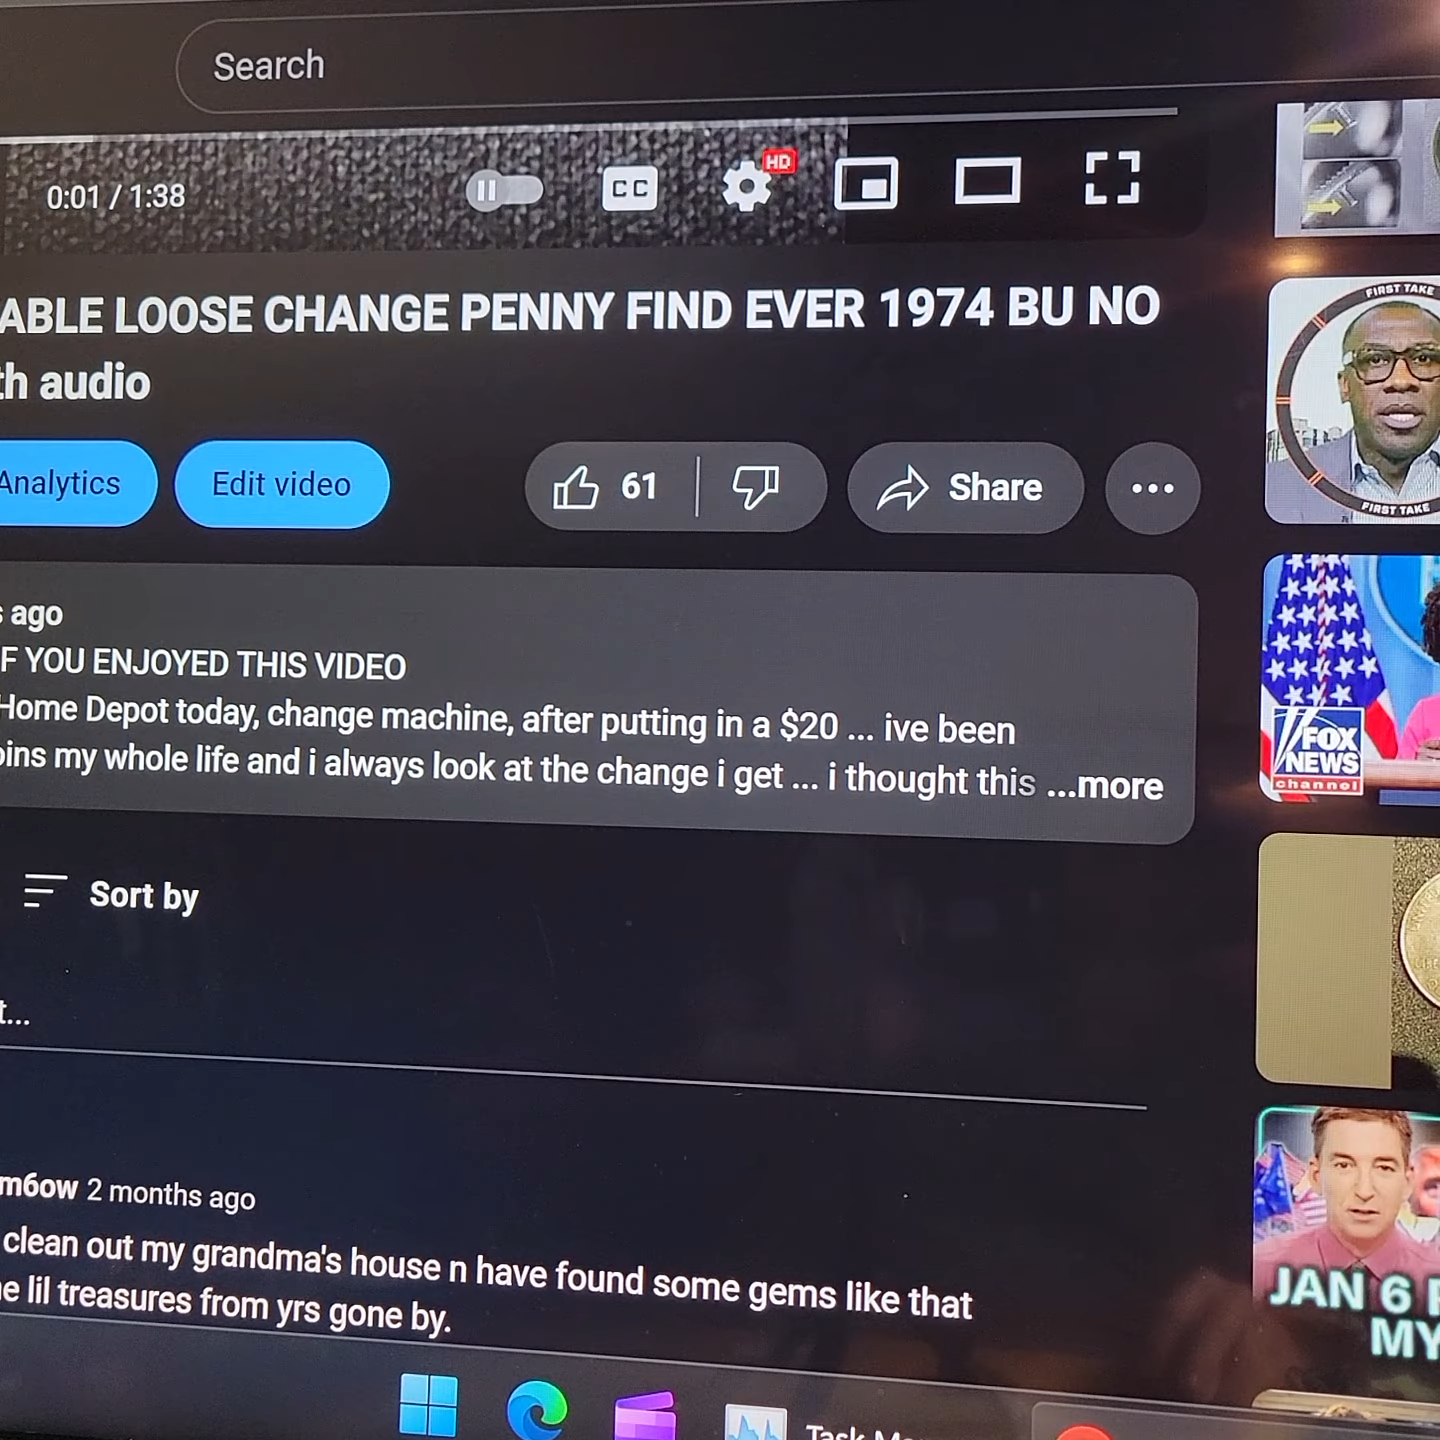 Search
0:01 / 1:38
CC
HD
FIRST TAKE
ABLE LOOSE CHANGE PENNY FIND EVER 1974 BU NO
th audio
Analytics
Edit video
61
Share
FIRST TAKE
s ago
F YOU ENJOYED THIS VIDEO
Home Depot today, change machine, after putting in a $20 ... ive been
oins my whole life and i always look at the change i get ... i thought this ...more
FOX
NEWS
channel
Sort by
t...
m6ow 2 months ago
clean out my grandma's house n have found some gems like that
e lil treasures from yrs gone by.
JAN 6
MY
Task